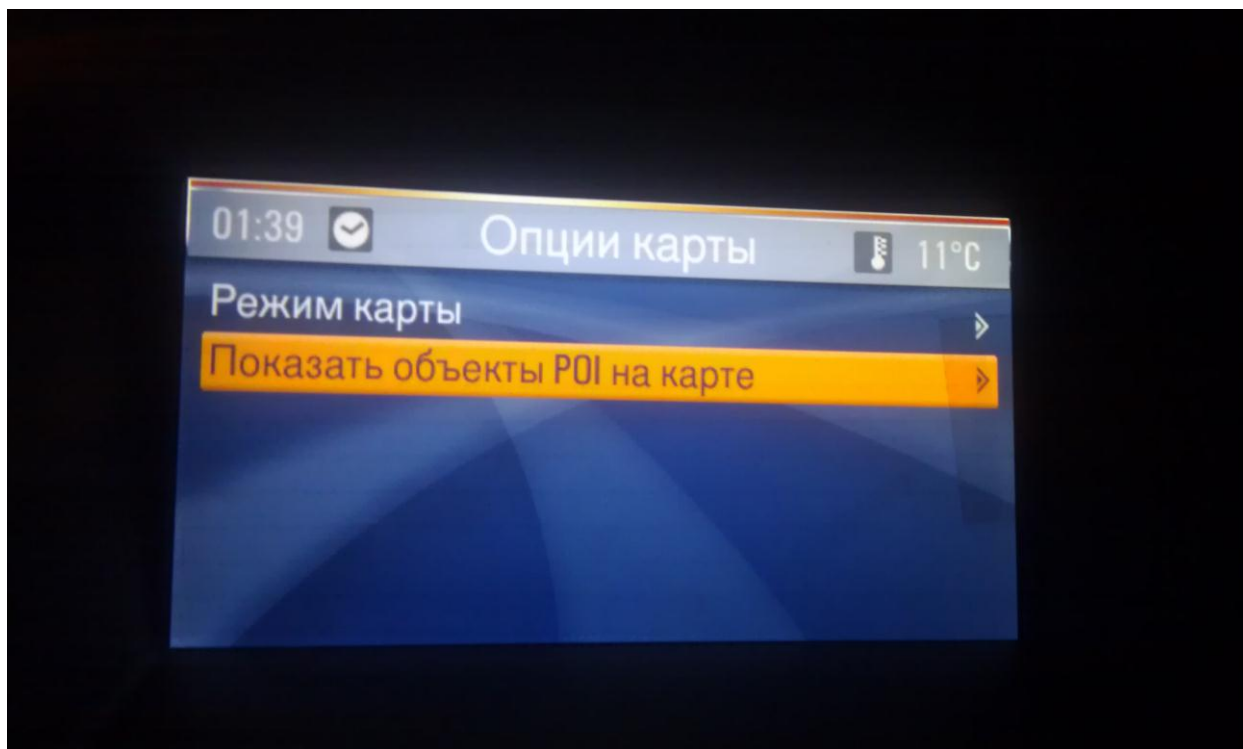 01:39 Опции карты 11°C
Режим карты
Показать объекты POI на карте